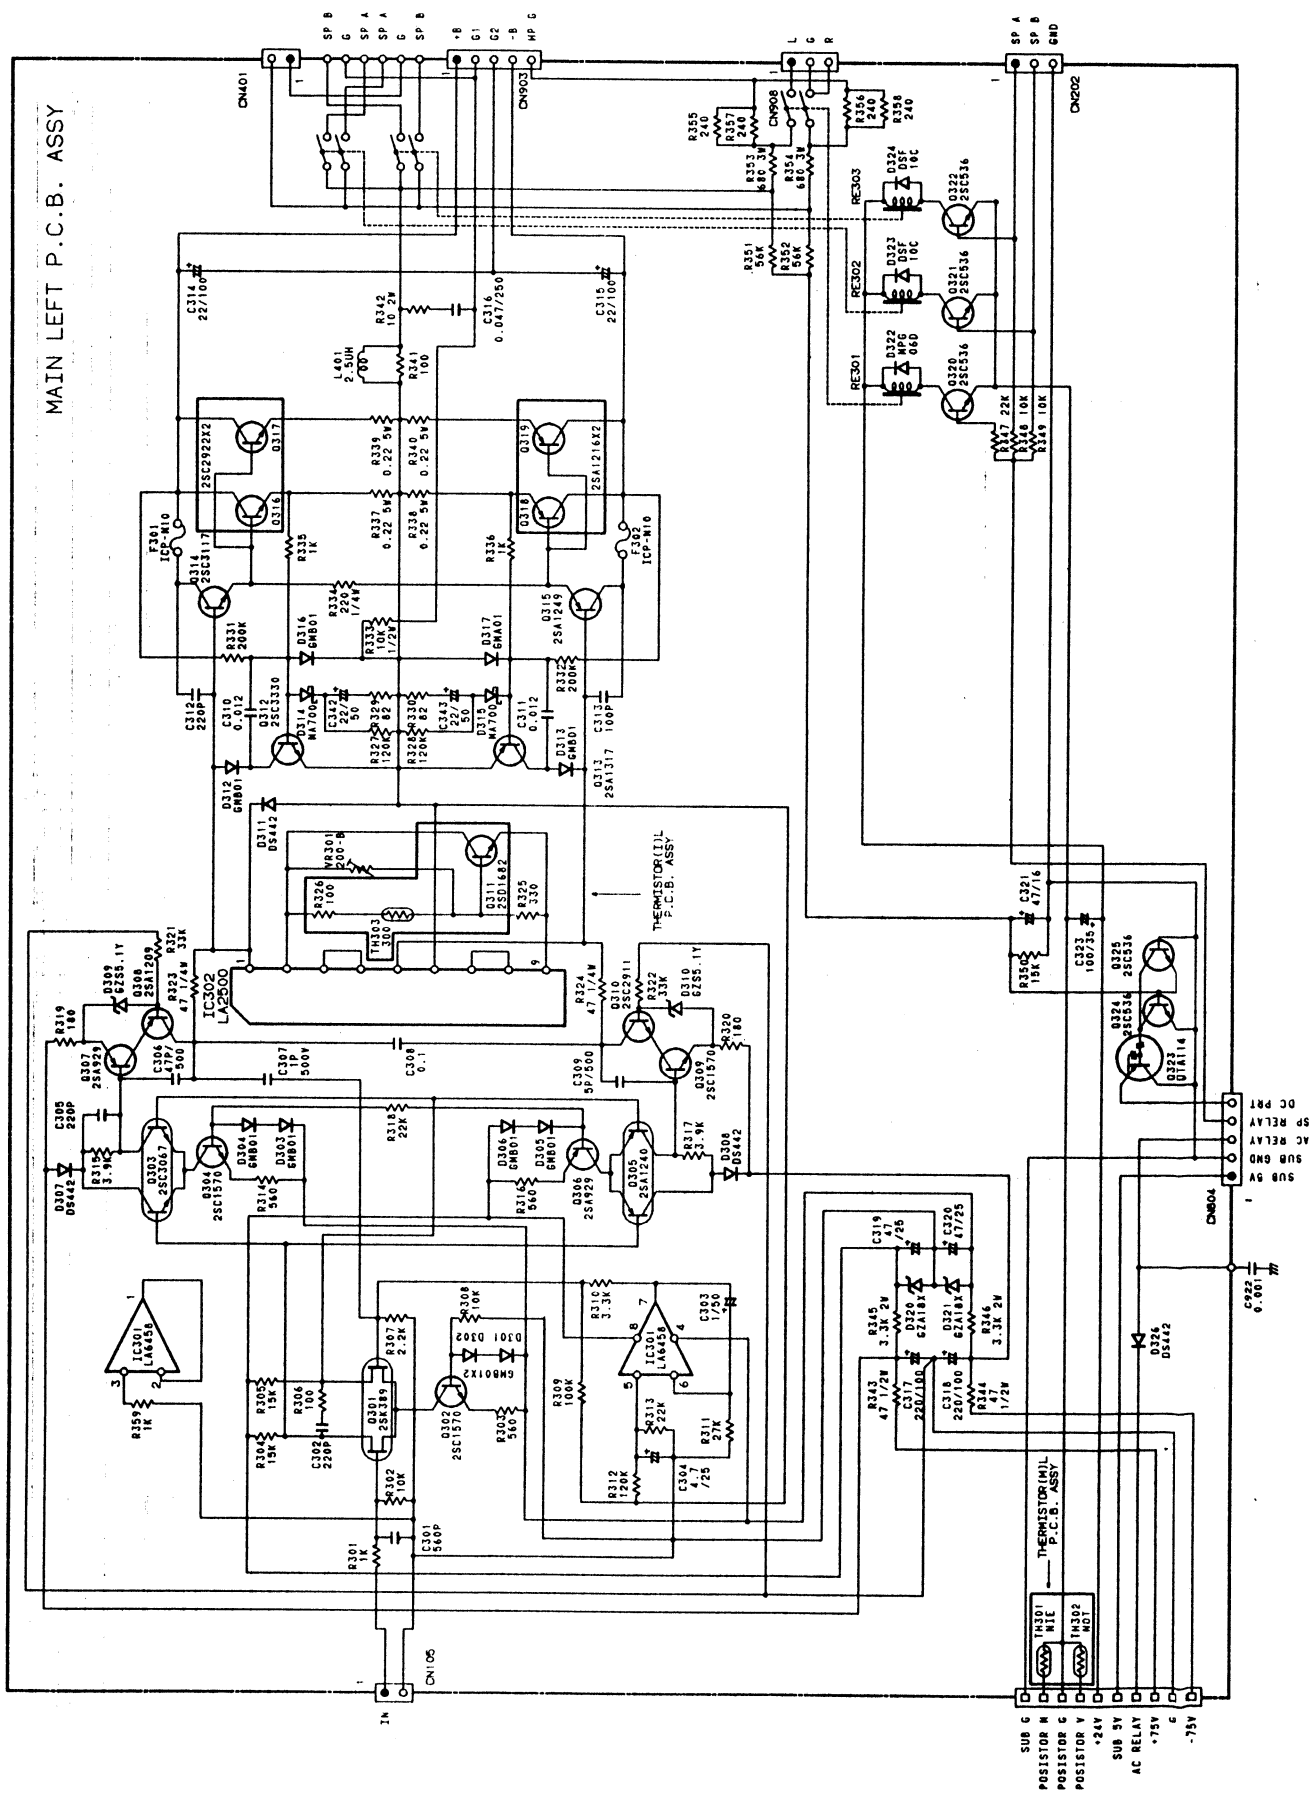 MAIN LEFT P.C.B. ASSY
IN
1
CN105
R301
1K
C301
560P
R302
10K
R359
1K
3
2
IC301
LA6458
1
R304
15K
R305
15K
C302
220P
R306
100
Q301
2SK389
R307
2.2K
Q302
2SC1570
R303
560
R308
10K
D301 D302
GMB01X2
R309
100K
R310
3.3K
R312
120K
R313
22K
C304
4.7
/25
R311
27K
5
6
8
4
7
IC301
LA6458
C303
1/50
D307
DS442
R315
3.9K
C305
220P
Q303
2SC3067
Q304
2SC1570
R314
560
D304
GMB01
D303
GMB01
R318
22K
D306
GMB01
D305
GMB01
R316
560
Q306
2SA929
Q305
2SA1240
R317
3.9K
D308
DS442
R319
180
Q307
2SA929
D309
GZS5.1Y
Q308
2SA1209
R321
33K
C306
47P/
500
R323
47 1/4W
C307
1P
500V
C308
0.1
C309
5P/500
R324
47 1/4W
Q310
2SC2911
R322
33K
D310
GZS5.1Y
Q309
2SC1570
R320
180
IC302
LA2500
1
9
D311
DS442
VR301
200-B
R326
100
TH303
300
Q311
2SD1682
R325
330
THERMISTOR(I)L
P.C.B. ASSY
D312
GMB01
C312
220P
C310
0.012
Q312
2SC3330
R331
200K
D314
MA700
D316
GMB01
C342
22/
50
R329
82
R327
120K
R330
82
R328
120K
C343
22/
50
D315
MA700
C311
0.012
D313
GMB01
Q313
2SA1317
C313
100P
R332
200K
D317
GMA01
R333
10K
1/2W
Q314
2SC3117
F301
ICP-N10
R335
1K
R334
220
1/4W
R336
1K
Q315
2SA1249
F302
ICP-N10
2SC2922X2
Q316
Q317
R337
0.22 5W
R338
0.22 5W
R339
0.22 5W
R340
0.22 5W
Q318
Q319
2SA1216X2
L401
2.5UH
R341
100
R342
10 2W
C316
0.047/250
C314
22/100
C315
22/100
CN401
1
SP B
G
SP A
SP A
G
SP B
+B
G1
G2
-B
HP G
1
CN903
L
G
R
1
CN908
R355
240
R357
240
R356
240
R358
240
R353
680 3W
R354
680 3W
R351
56K
R352
56K
SP A
SP B
GND
1
CN202
RE303
D324
DSF
10C
Q322
2SC536
RE302
D323
DSF
10C
Q321
2SC536
RE301
D322
MPG
06D
Q320
2SC536
R347 22K
R348 10K
R349 10K
C321
47/16
R350
15K
C323
100/35
Q325
2SC536
Q324
2SC536
Q323
DTA114
DC PRT
SP RELAY
AC RELAY
SUB GND
SUB 5V
1
CN804
C922
0.001
D326
DS442
C319
47
/25
C320
47/25
R345
3.3K 2W
D320
GZA18X
D321
GZA18X
R346
3.3K 2W
R343
47 1/2W
C317
220/100
C318
220/100
R344
47
1/2W
THERMISTOR(M)L
P.C.B. ASSY
TH301
NIE
TH302
NDT
SUB G
POSISTOR M
POSISTOR G
POSISTOR V
+24V
SUB 5V
AC RELAY
+75V
G
-75V